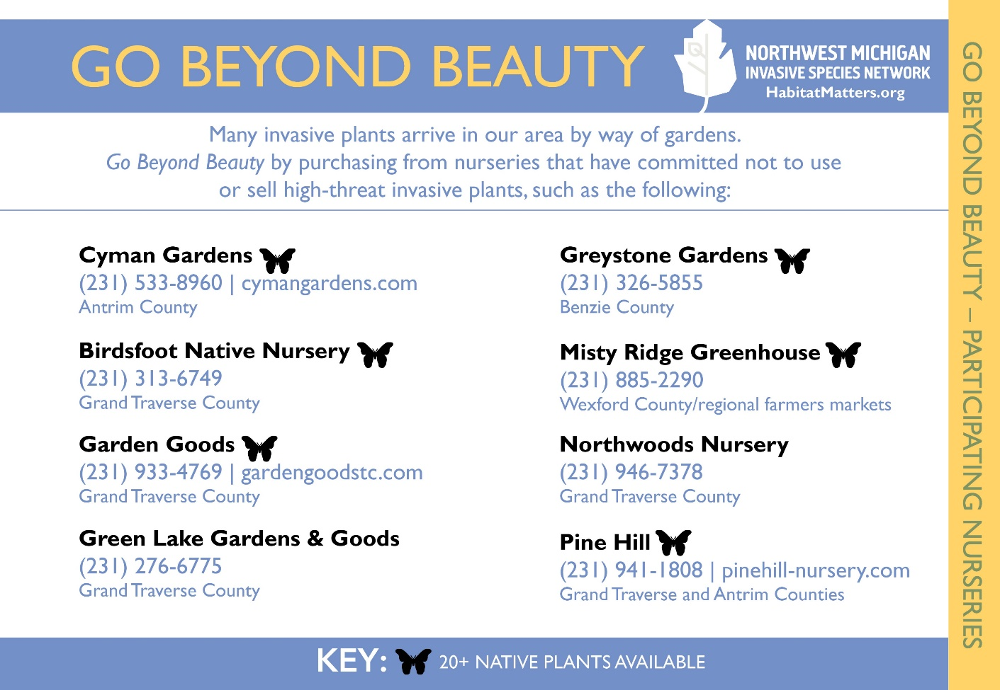 GO BEYOND BEAUTY
NORTHWEST MICHIGAN
INVASIVE SPECIES NETWORK
HabitatMatters.org
Many invasive plants arrive in our area by way of gardens.
Go Beyond Beauty by purchasing from nurseries that have committed not to use
or sell high-threat invasive plants, such as the following:
Cyman Gardens
(231) 533-8960 | cymangardens.com
Antrim County
Birdsfoot Native Nursery
(231) 313-6749
Grand Traverse County
Garden Goods
(231) 933-4769 | gardengoodstc.com
Grand Traverse County
Green Lake Gardens & Goods
(231) 276-6775
Grand Traverse County
Greystone Gardens
(231) 326-5855
Benzie County
Misty Ridge Greenhouse
(231) 885-2290
Wexford County/regional farmers markets
Northwoods Nursery
(231) 946-7378
Grand Traverse County
Pine Hill
(231) 941-1808 | pinehill-nursery.com
Grand Traverse and Antrim Counties
KEY: 20+ NATIVE PLANTS AVAILABLE
GO BEYOND BEAUTY – PARTICIPATING NURSERIES